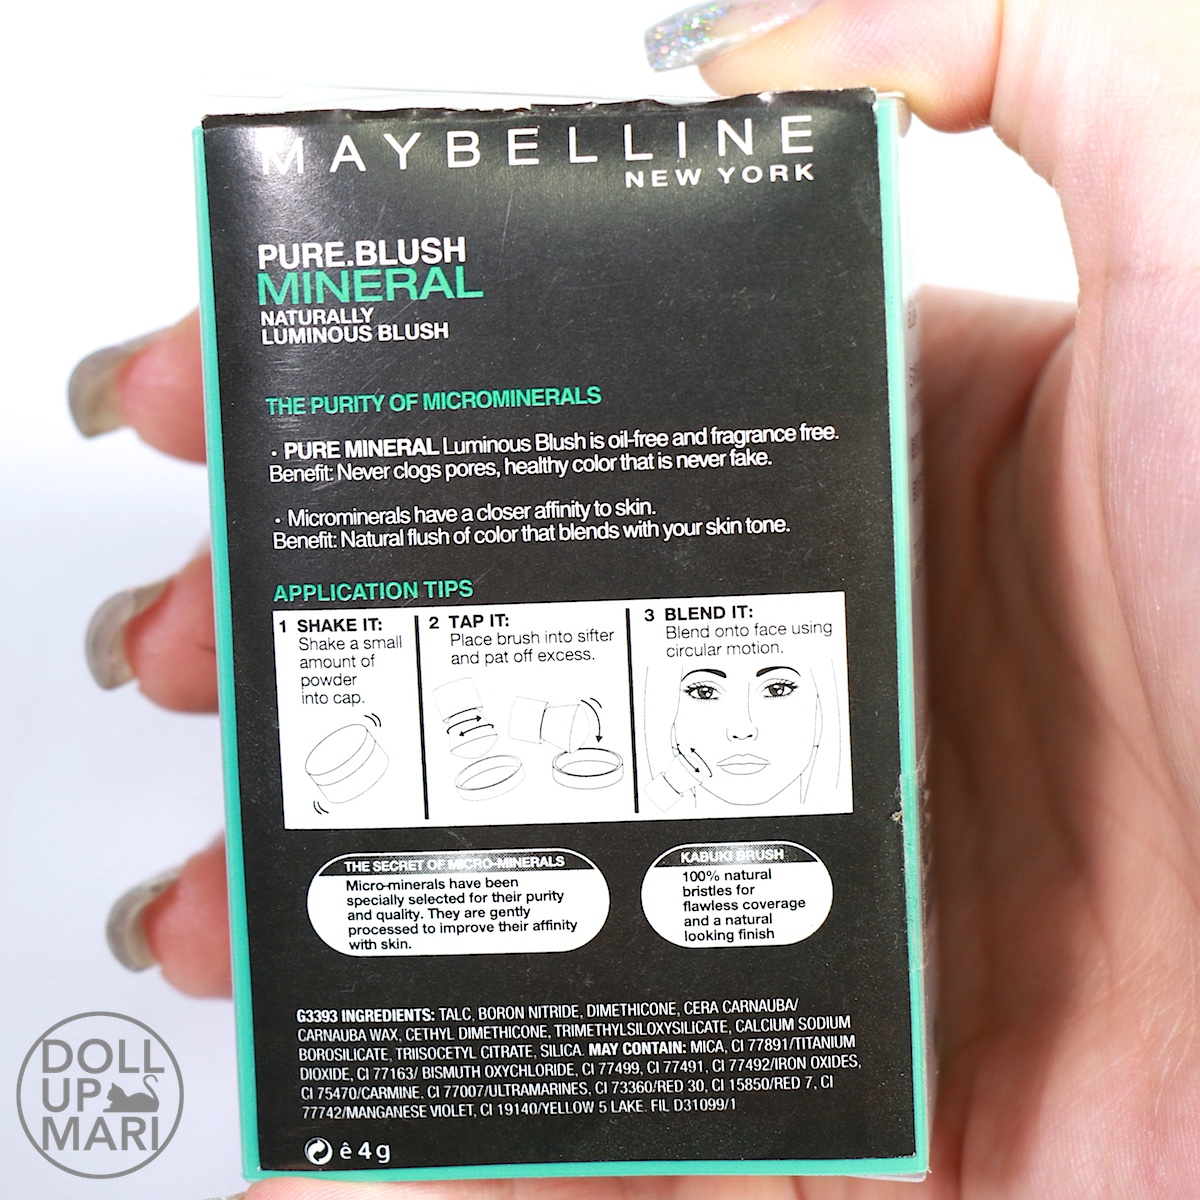 MAYBELLINE
NEW YORK
PURE.BLUSH
MINERAL
NATURALLY
LUMINOUS BLUSH
THE PURITY OF MICROMINERALS
· PURE MINERAL Luminous Blush is oil-free and fragrance free.
Benefit: Never clogs pores, healthy color that is never fake.
· Microminerals have a closer affinity to skin.
Benefit: Natural flush of color that blends with your skin tone.
APPLICATION TIPS
1 SHAKE IT:
Shake a small
amount of
powder
into cap.
2 TAP IT:
Place brush into sifter
and pat off excess.
3 BLEND IT:
Blend onto face using
circular motion.
THE SECRET OF MICRO-MINERALS
Micro-minerals have been
specially selected for their purity
and quality. They are gently
processed to improve their affinity
with skin.
KABUKI BRUSH
100% natural
bristles for
flawless coverage
and a natural
looking finish
G3393 INGREDIENTS: TALC, BORON NITRIDE, DIMETHICONE, CERA CARNAUBA/
CARNAUBA WAX, CETHYL DIMETHICONE, TRIMETHYLSILOXYSILICATE, CALCIUM SODIUM
BOROSILICATE, TRIISOCETYL CITRATE, SILICA. MAY CONTAIN: MICA, CI 77891/TITANIUM
DIOXIDE, CI 77163/ BISMUTH OXYCHLORIDE, CI 77499, CI 77491, CI 77492/IRON OXIDES,
CI 75470/CARMINE, CI 77007/ULTRAMARINES, CI 73360/RED 30, CI 15850/RED 7, CI
77742/MANGANESE VIOLET, CI 19140/YELLOW 5 LAKE. FIL D31099/1
ê 4 g
DOLL
UP
MARI